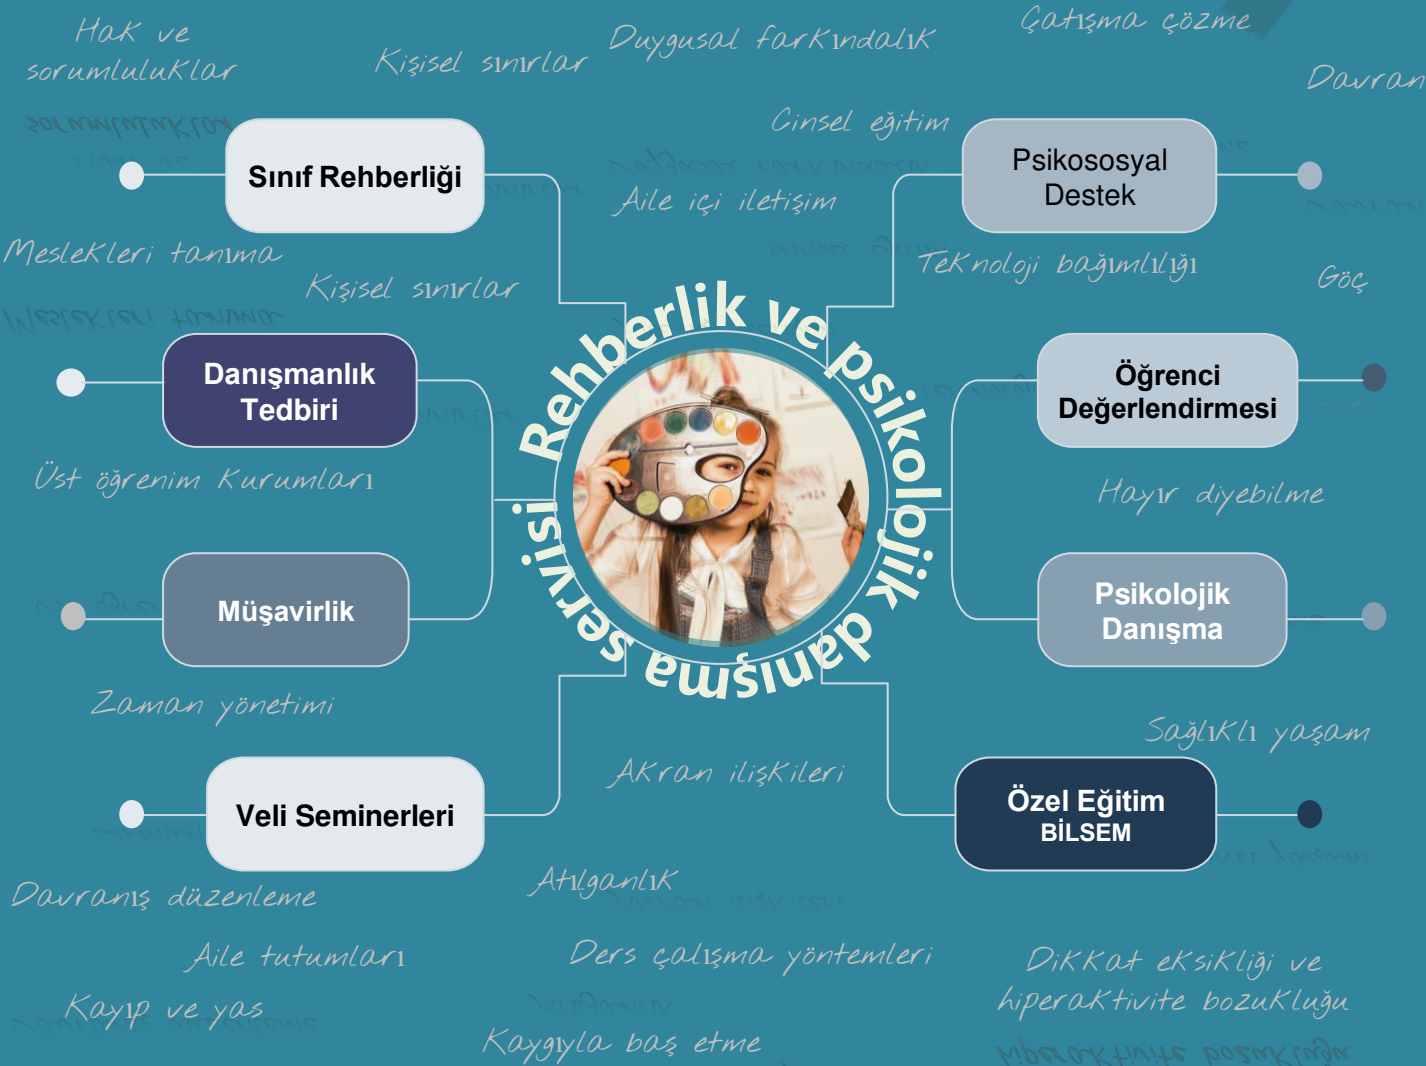 Hak ve
sorumluluklar
Kişisel sınırlar
Duygusal farkındalık
Çatışma çözme
Davran
Cinsel eğitim
Sınıf Rehberliği
Psikososyal
Destek
Aile içi iletişim
Meslekleri tanıma
Kişisel sınırlar
Teknoloji bağımlılığı
Göç
Rehberlik ve psikolojik danışma servisi
Danışmanlık
Tedbiri
Öğrenci
Değerlendirmesi
Üst öğrenim kurumları
Hayır diyebilme
Müşavirlik
Psikolojik
Danışma
Zaman yönetimi
Sağlıklı yaşam
Akran ilişkileri
Veli Seminerleri
Özel Eğitim
BİLSEM
Davranış düzenleme
Atılganlık
Aile tutumları
Ders çalışma yöntemleri
Dikkat eksikliği ve
hiperaktivite bozukluğu
Kayıp ve yas
Kaygıyla baş etme